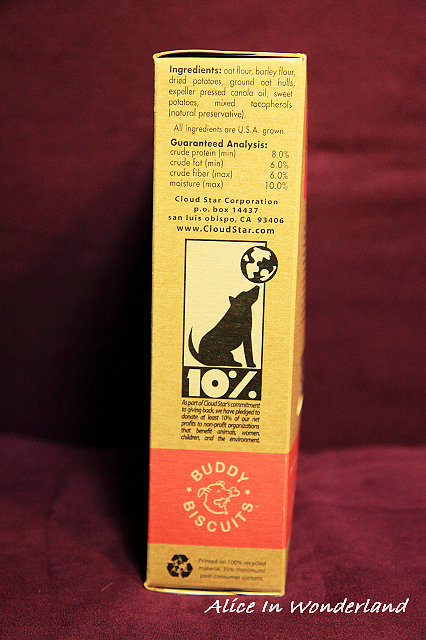 Ingredients: oat flour, barley flour,
dried potatoes, ground oat hulls,
expeller pressed canola oil, sweet
potatoes, mixed tocopherols
(natural preservative).
All ingredients are U.S.A. grown.
Guaranteed Analysis:
crude protein (min) 8.0%
crude fat (min) 6.0%
crude fiber (max) 6.0%
moisture (max) 10.0%
Cloud Star Corporation
p.o. box 14437
san luis obispo, CA 93406
www.CloudStar.com
10%
As part of Cloud Star's commitment
to giving back, we have pledged to
donate at least 10% of our net
profits to non-profit organizations
that benefit animals, women,
children, and the environment.
BUDDY
BISCUITS
Printed on 100% recycled
material, 35% (minimum)
post-consumer content.
Alice In Wonderland